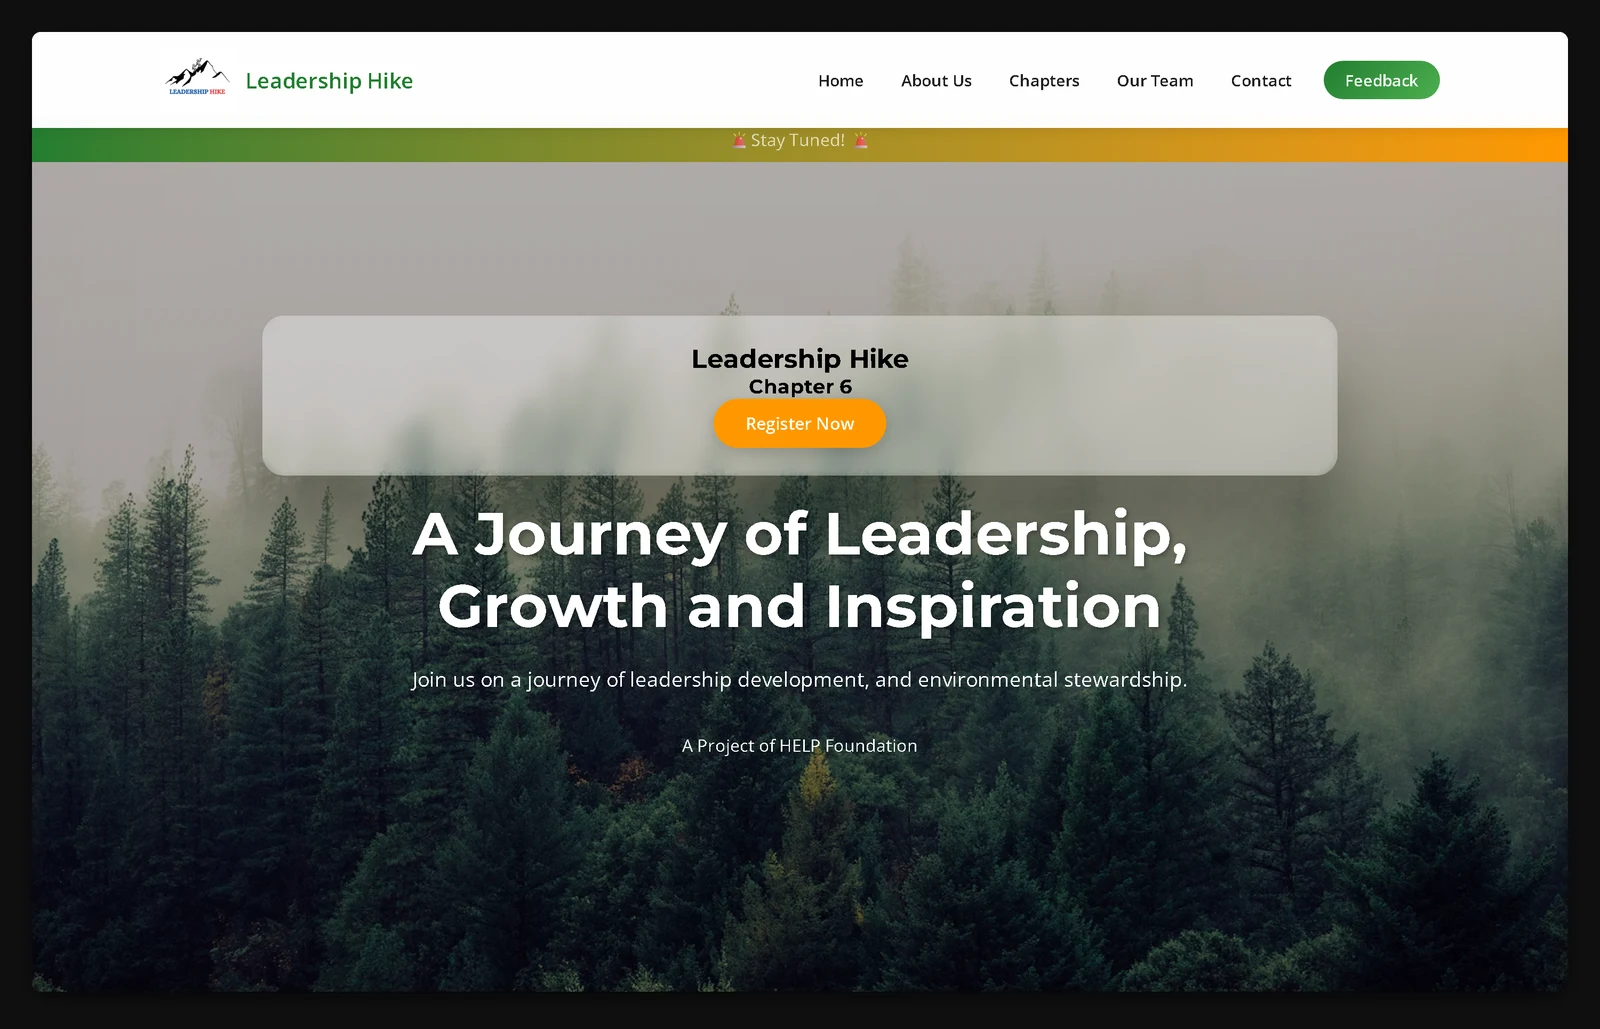 LEADERSHIP HIKE
Leadership Hike
Home
About Us
Chapters
Our Team
Contact
Feedback
🚨 Stay Tuned! 🚨
Leadership Hike
Chapter 6
Register Now
A Journey of Leadership,
Growth and Inspiration
Join us on a journey of leadership development, and environmental stewardship.
A Project of HELP Foundation